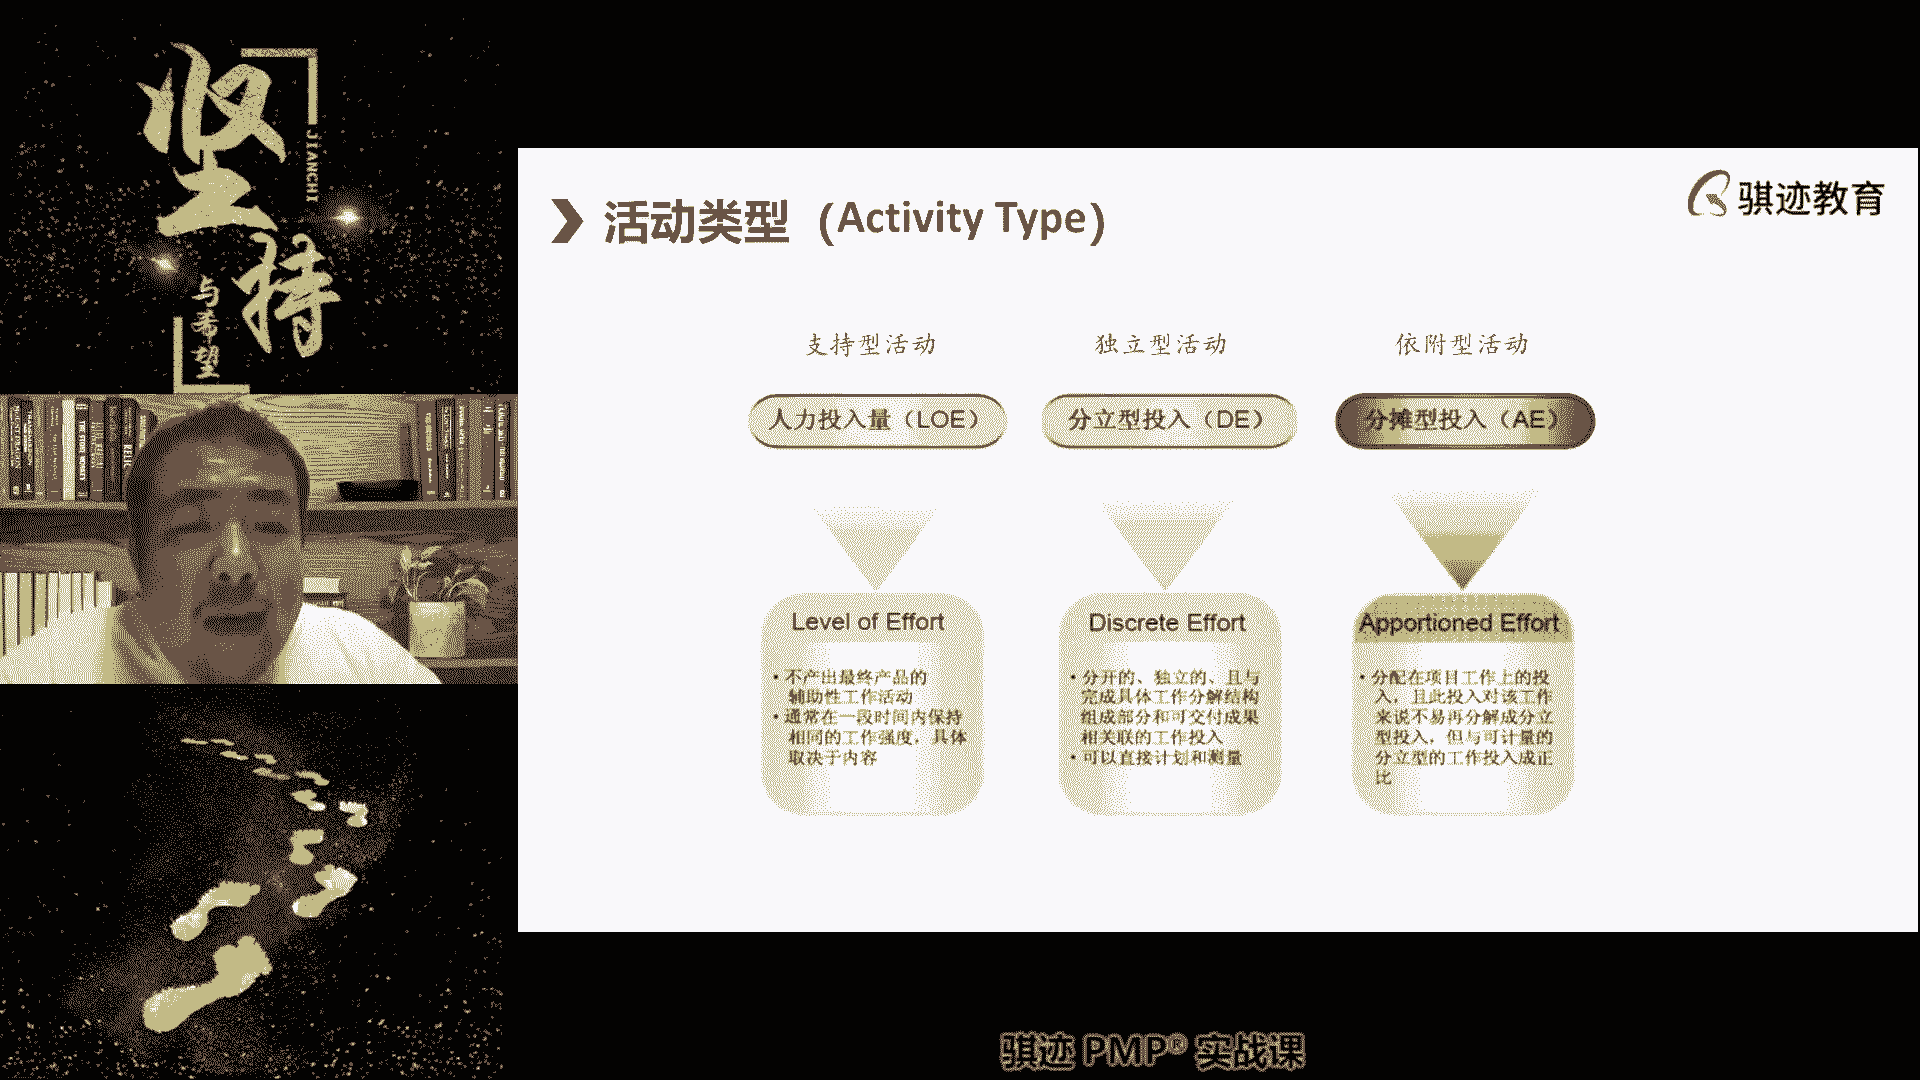 坚持
JIANCHI
与希望
活动类型（Activity Type）
骐迹教育
支持型活动
独立型活动
依附型活动
人力投入量（LOE）
分立型投入（DE）
分摊型投入（AE）
Level of Effort
• 不产出最终产品的
辅助性工作活动
• 通常在一段时间内保持
相同的工作强度，具体
取决于内容
Discrete Effort
• 分开的、独立的、且与
完成具体工作分解结构
组成部分和可交付成果
相关联的工作投入
• 可以直接计划和测量
Apportioned Effort
• 分配在项目工作上的投
入，且此投入对该工作
来说不易再分解成分立
型投入，但与可计量的
分立型的工作投入成正
比
骐迹 PMP® 实战课